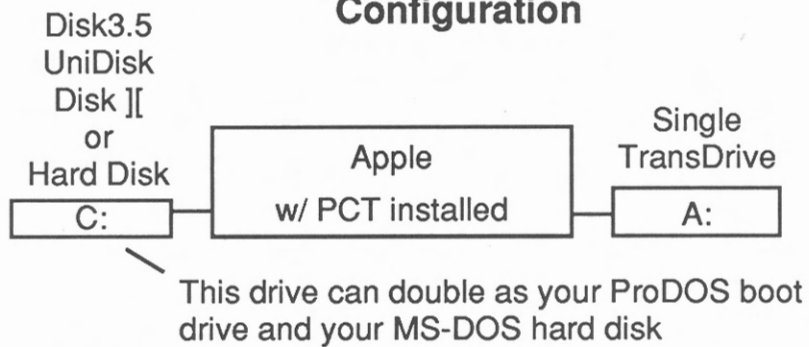 Configuration
Disk3.5
UniDisk
Disk ][
or
Hard Disk
C:
Apple
w/ PCT installed
Single
TransDrive
A:
This drive can double as your ProDOS boot
drive and your MS-DOS hard disk